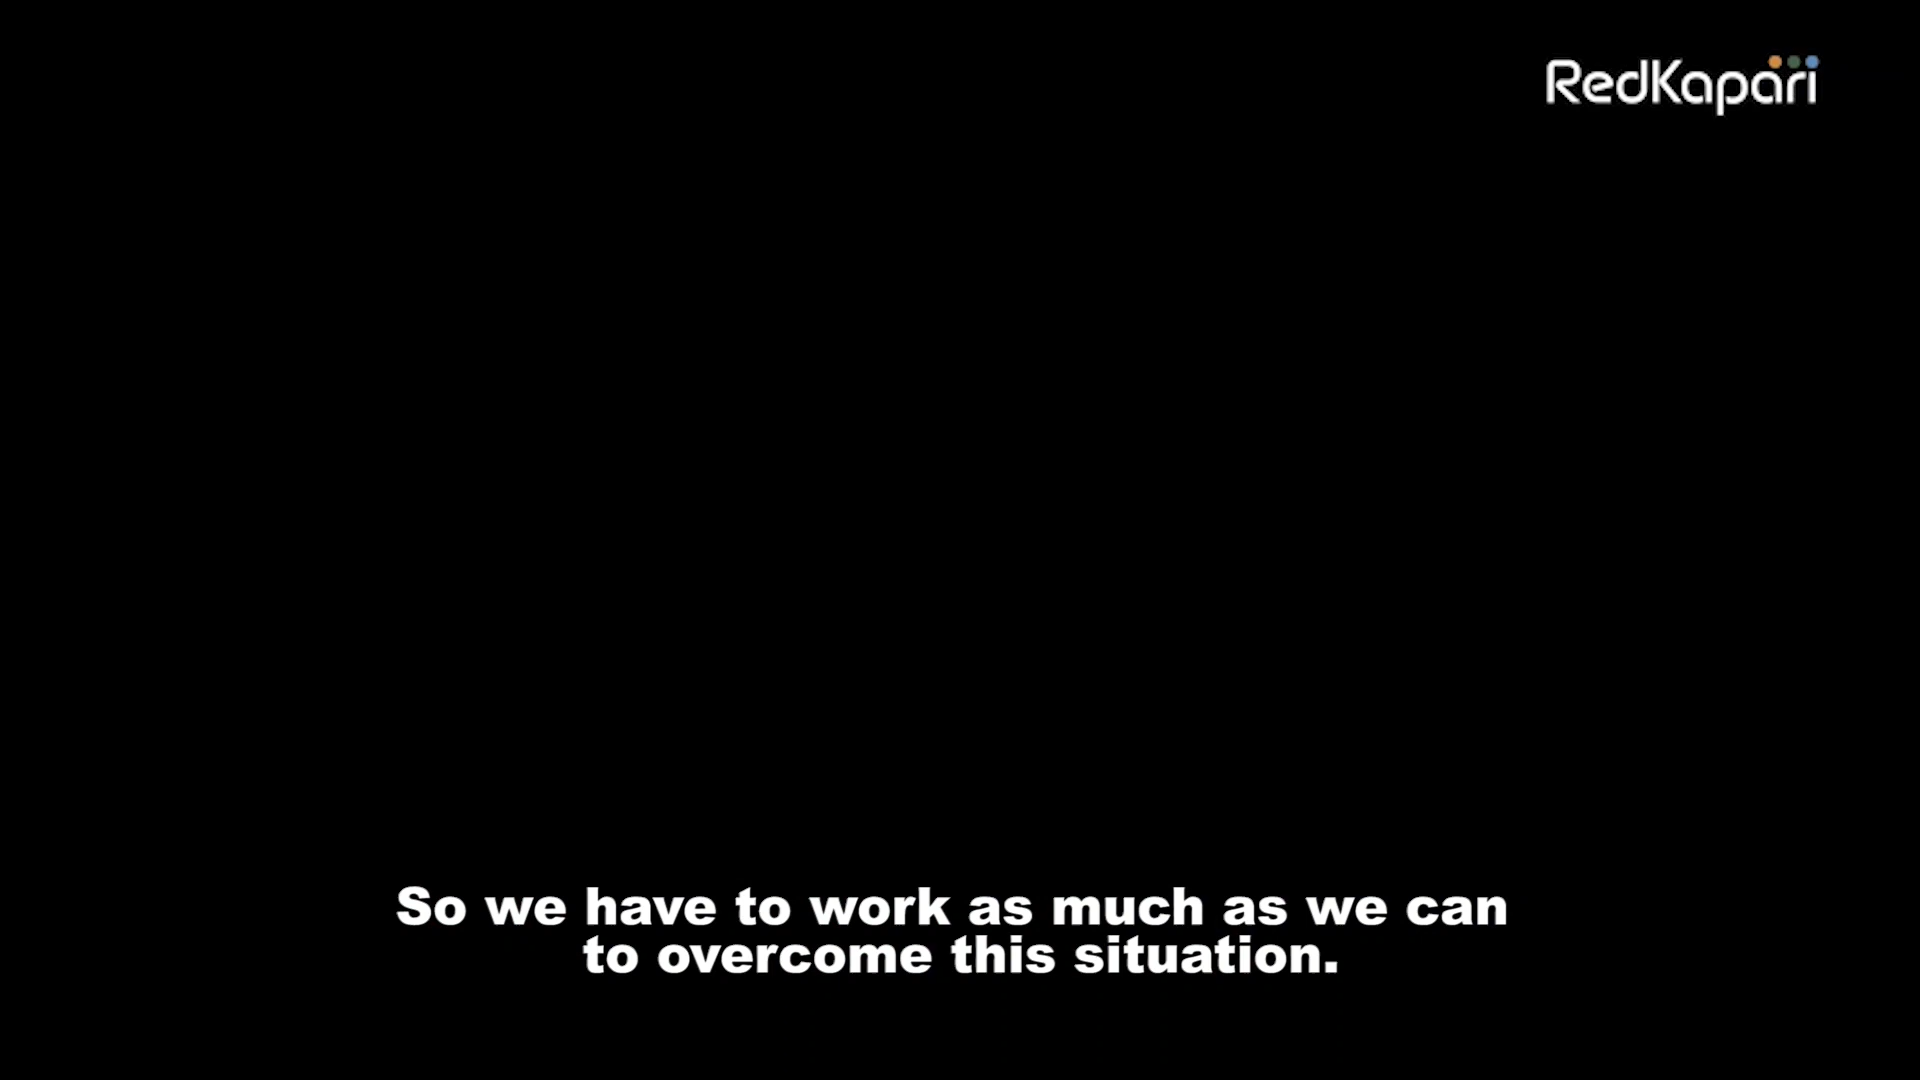 RedKapari
So we have to work as much as we can
to overcome this situation.